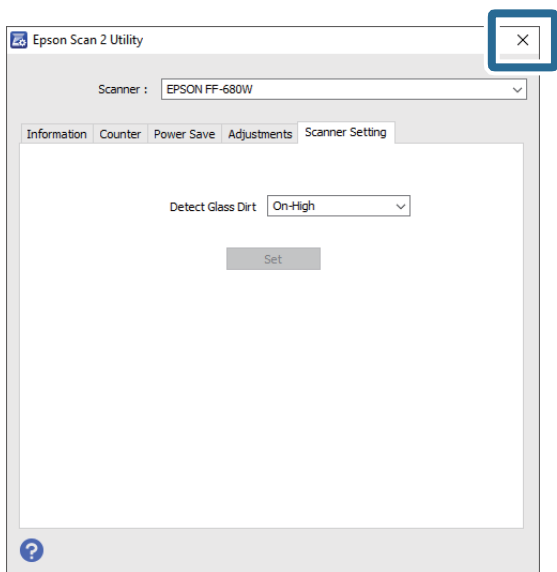 Epson Scan 2 Utility
Scanner : EPSON FF-680W
Information Counter Power Save Adjustments Scanner Setting
Detect Glass Dirt On-High
Set
?